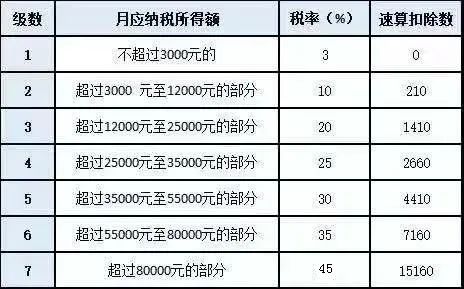 级数 月应纳税所得额 税率（%） 速算扣除数
1 不超过3000元的 3 0
2 超过3000 元至12000元的部分 10 210
3 超过12000元至25000元的部分 20 1410
4 超过25000元至35000元的部分 25 2660
5 超过35000元至55000元的部分 30 4410
6 超过55000元至80000元的部分 35 7160
7 超过80000元的部分 45 15160